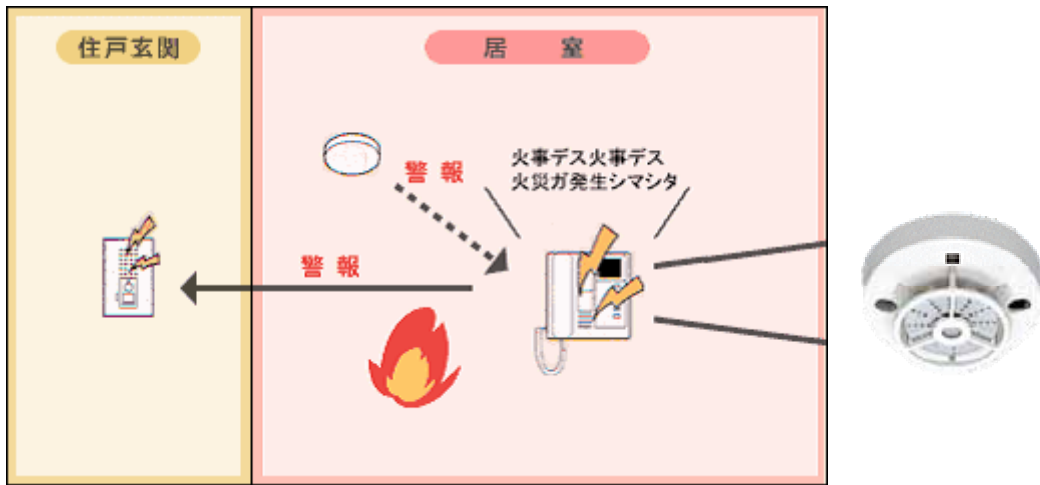 住戸玄関
居 室
火事デス火事デス
火災ガ発生シマシタ
警 報
警 報